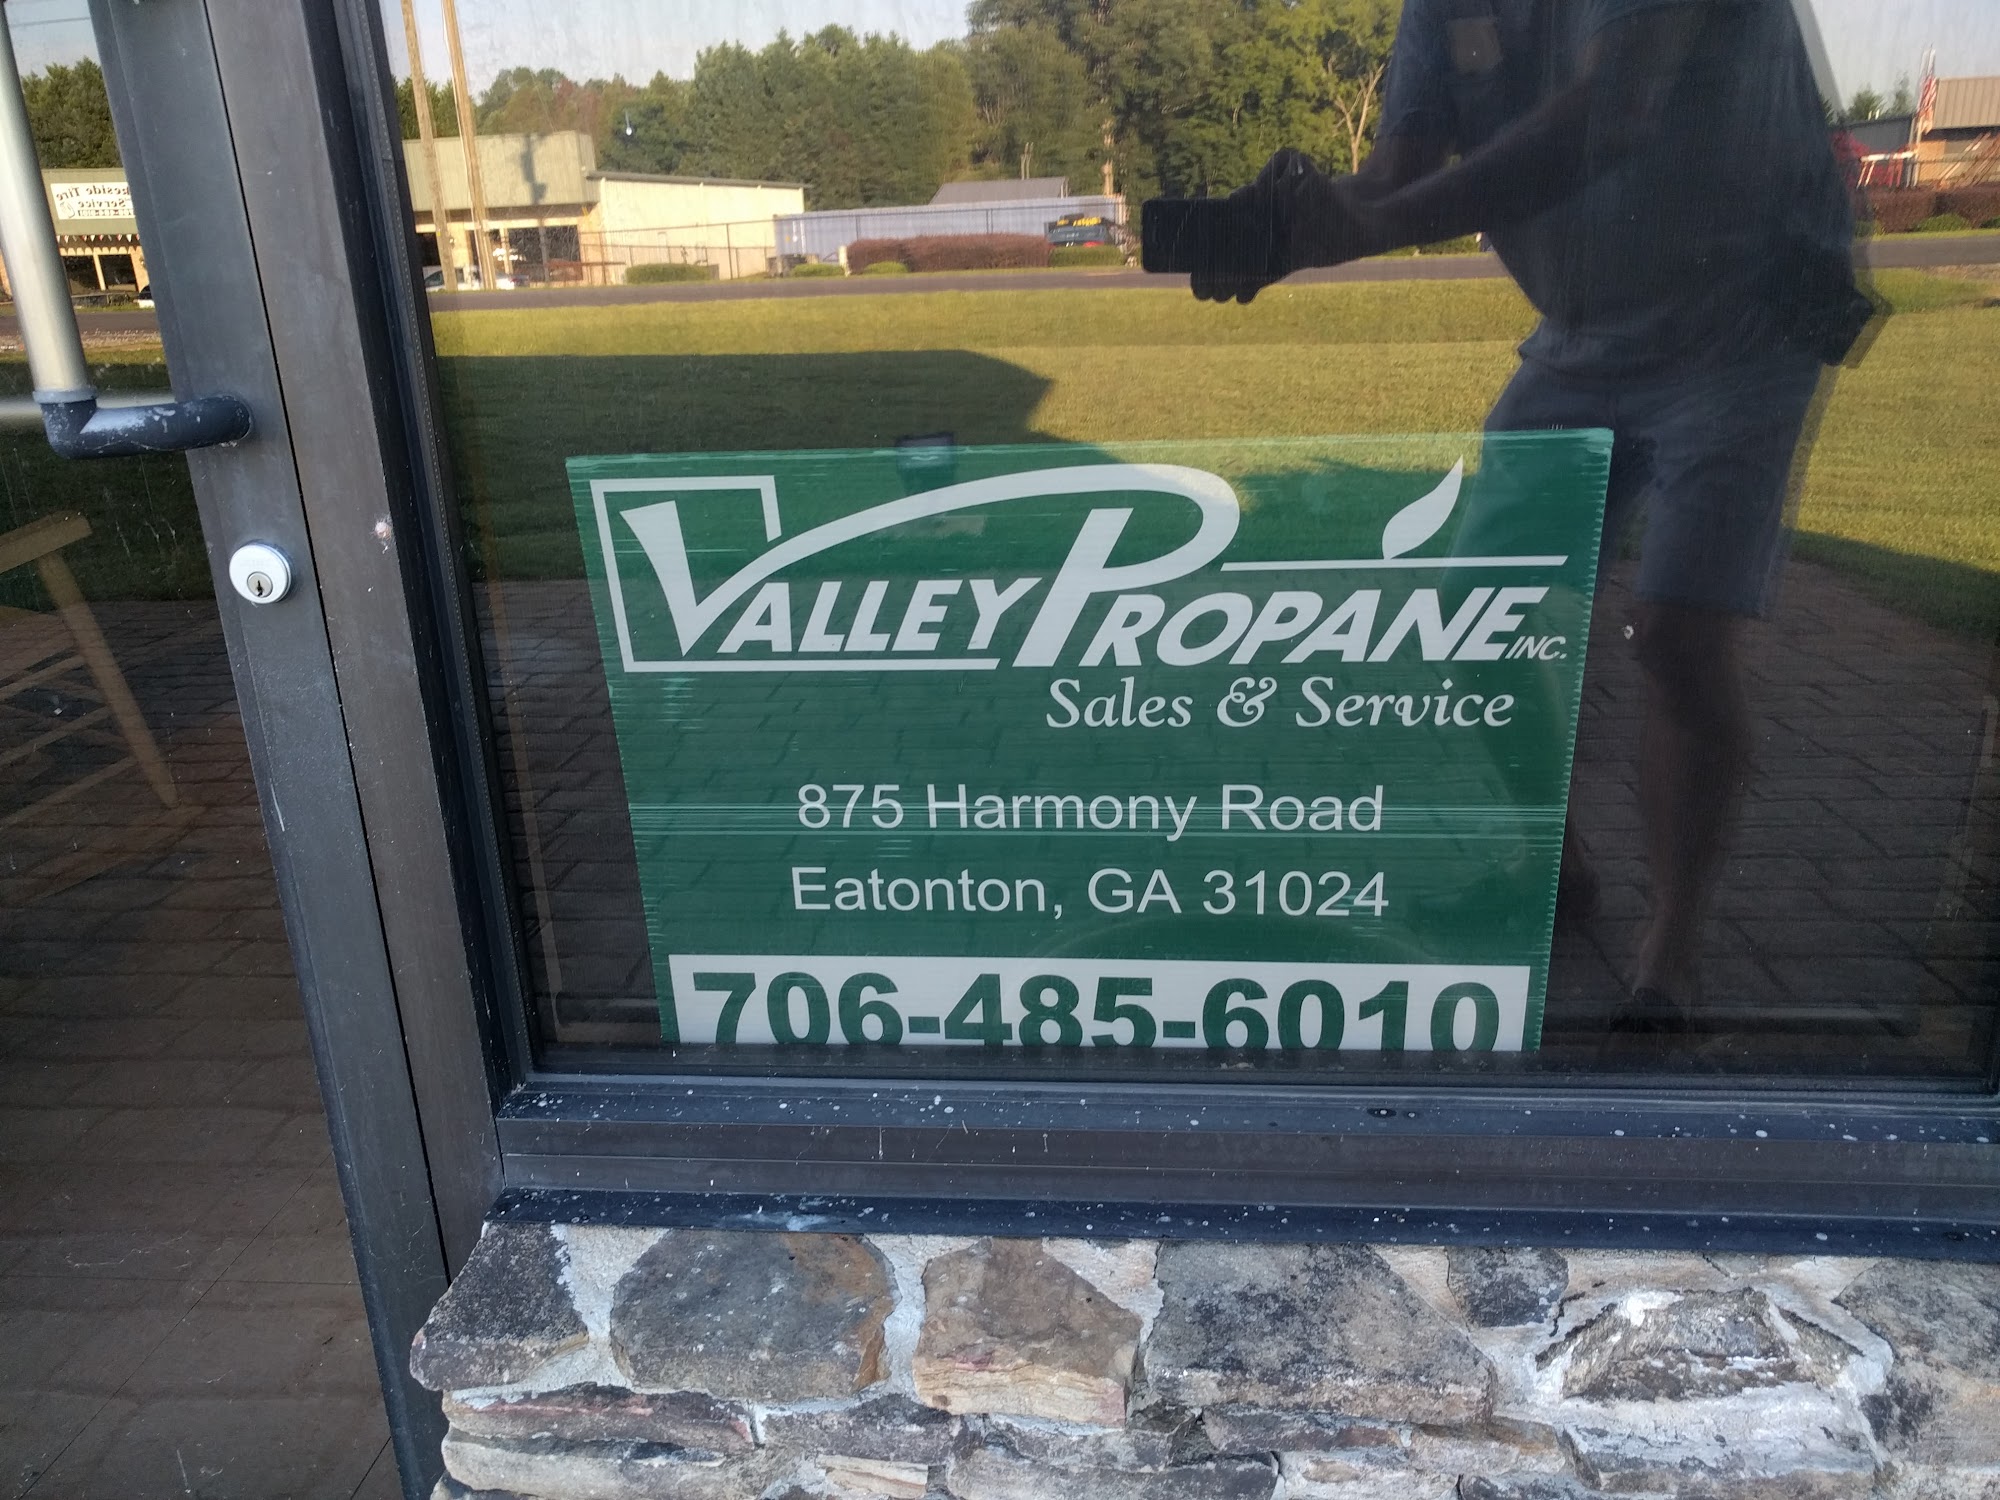 VALLEY PROPANE INC.
Sales & Service
875 Harmony Road
Eatonton, GA 31024
706-485-6010